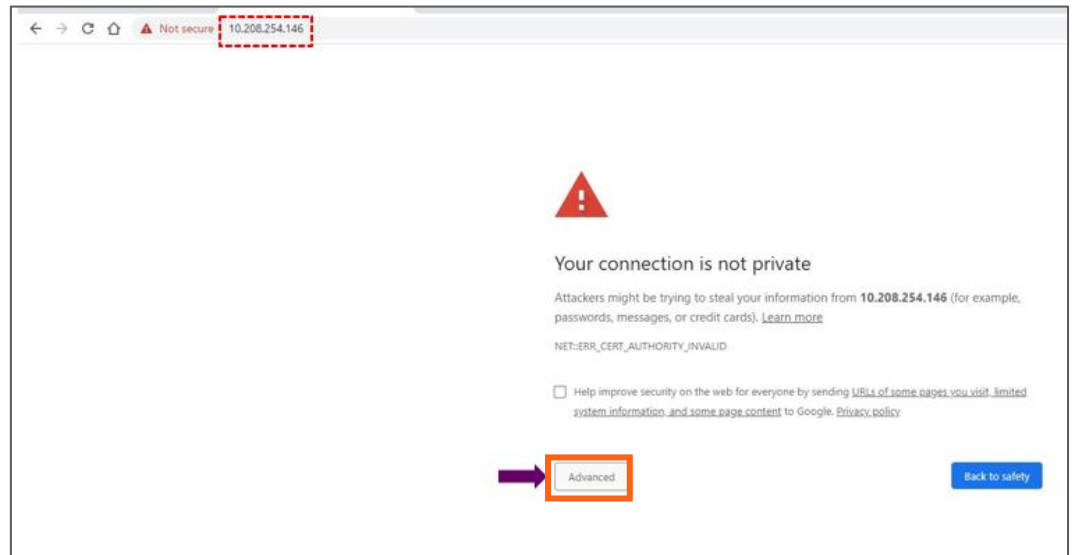 Not secure 10.208.254.146
Your connection is not private
Attackers might be trying to steal your information from 10.208.254.146 (for example,
passwords, messages, or credit cards). Learn more
NET::ERR_CERT_AUTHORITY_INVALID
Help improve security on the web for everyone by sending URLs of some pages you visit, limited
system information, and some page content to Google. Privacy policy
Advanced
Back to safety